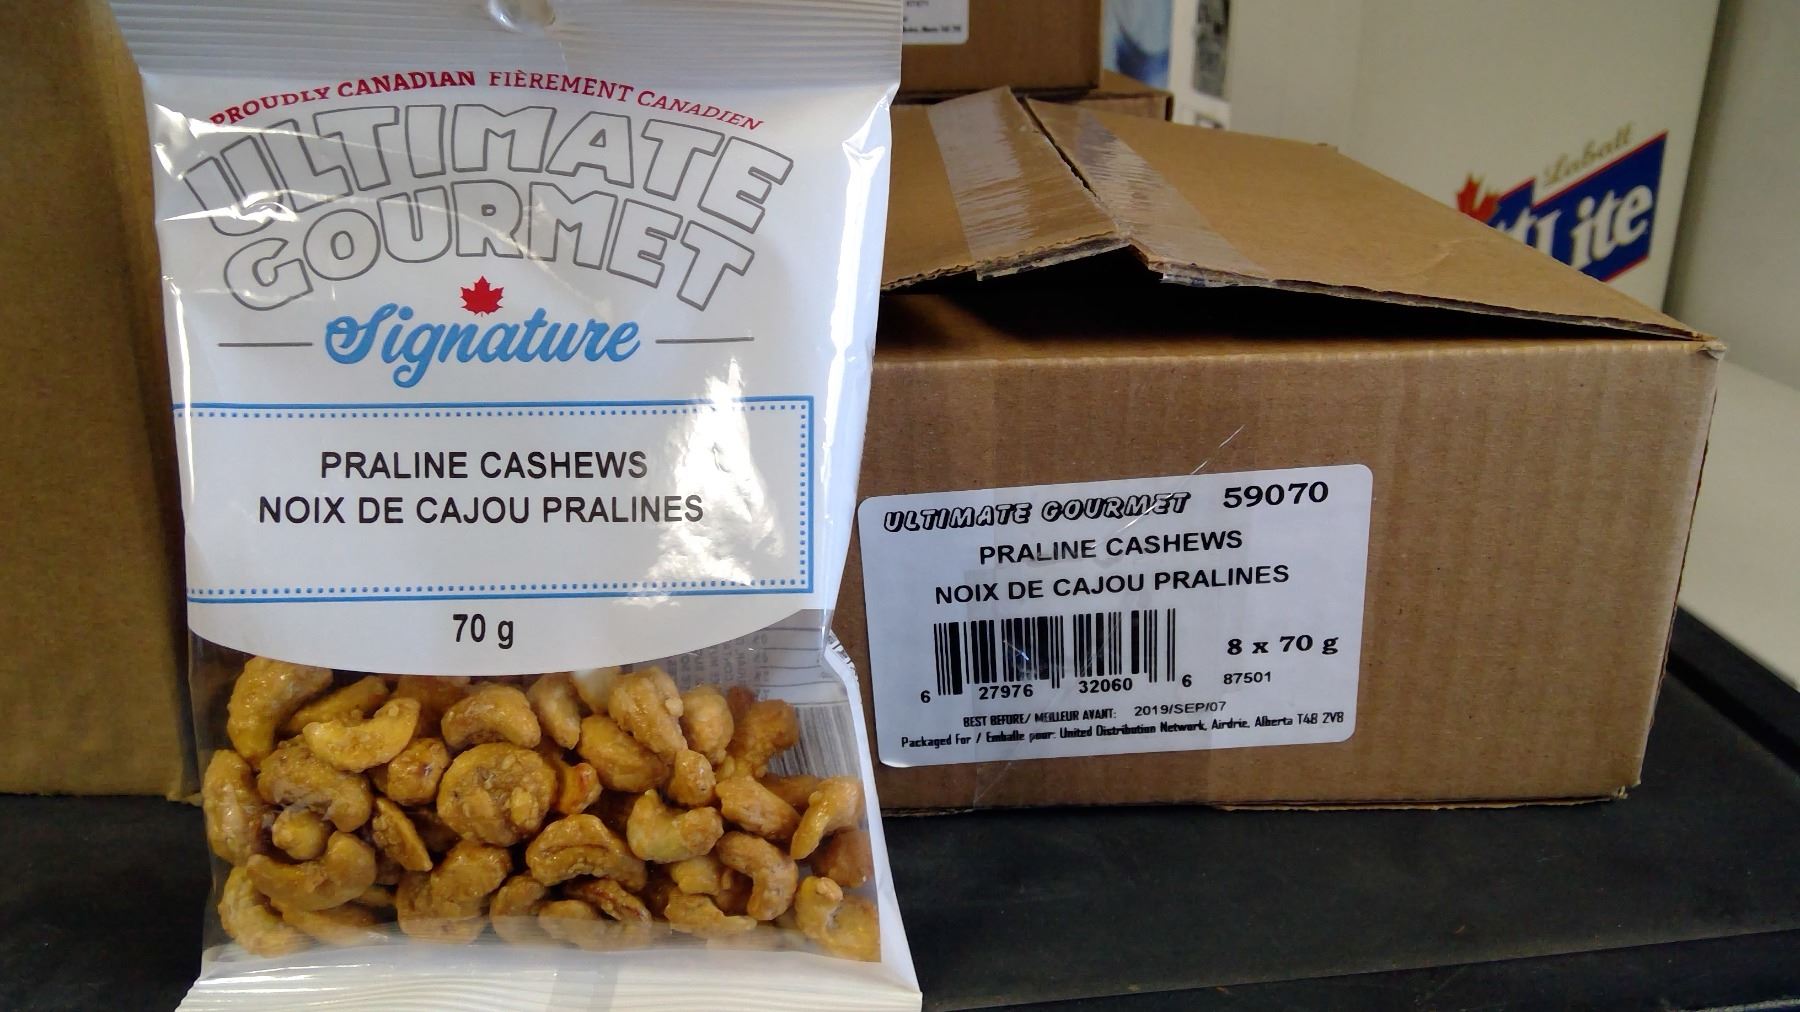 PROUDLY CANADIAN FIÈREMENT CANADIEN
ULTIMATE
GOURMET
Signature
PRALINE CASHEWS
NOIX DE CAJOU PRALINES
70 g
ULTIMATE GOURMET 59070
PRALINE CASHEWS
NOIX DE CAJOU PRALINES
8 x 70 g
6 27976 32060 6 87501
BEST BEFORE/ MEILLEUR AVANT: 2019/SEP/07
Packaged For / Emballe pour: United Distribution Network, Airdrie, Alberta T4B 2V8
Labatt
Lite